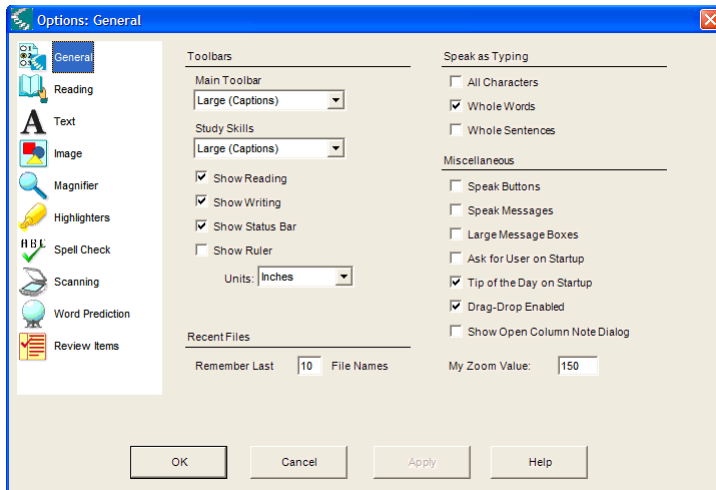 Options: General
General
Reading
Text
Image
Magnifier
Highlighters
Spell Check
Scanning
Word Prediction
Review Items
Toolbars
Main Toolbar
Large (Captions)
Study Skills
Large (Captions)
Show Reading
Show Writing
Show Status Bar
Show Ruler
Units: Inches
Recent Files
Remember Last 10 File Names
Speak as Typing
All Characters
Whole Words
Whole Sentences
Miscellaneous
Speak Buttons
Speak Messages
Large Message Boxes
Ask for User on Startup
Tip of the Day on Startup
Drag-Drop Enabled
Show Open Column Note Dialog
My Zoom Value: 150
OK Cancel Apply Help